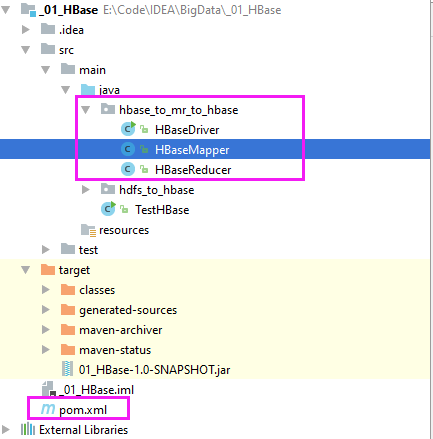 _01_HBase E:\Code\IDEA\BigData\_01_HBase
.idea
src
main
java
hbase_to_mr_to_hbase
HBaseDriver
HBaseMapper
HBaseReducer
hdfs_to_hbase
TestHBase
resources
test
target
classes
generated-sources
maven-archiver
maven-status
01_HBase-1.0-SNAPSHOT.jar
_01_HBase.iml
pom.xml
External Libraries